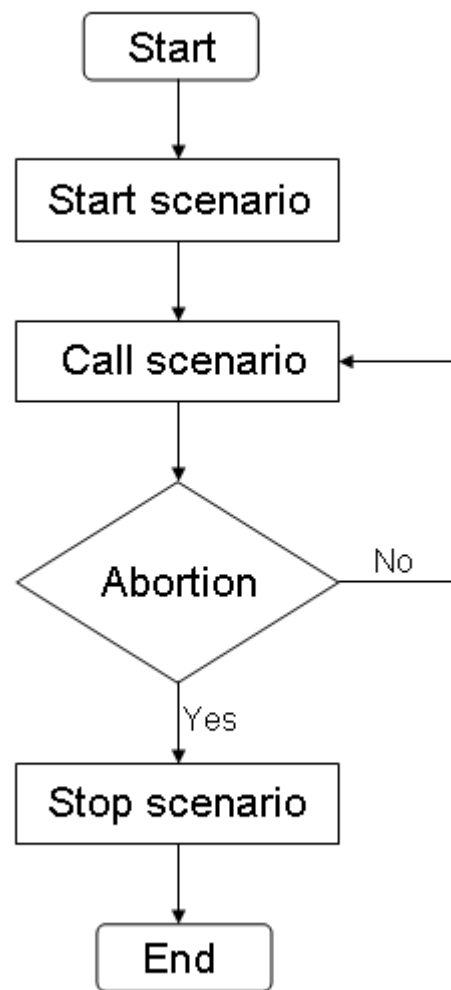 Start
Start scenario
Call scenario
Abortion
No
Yes
Stop scenario
End